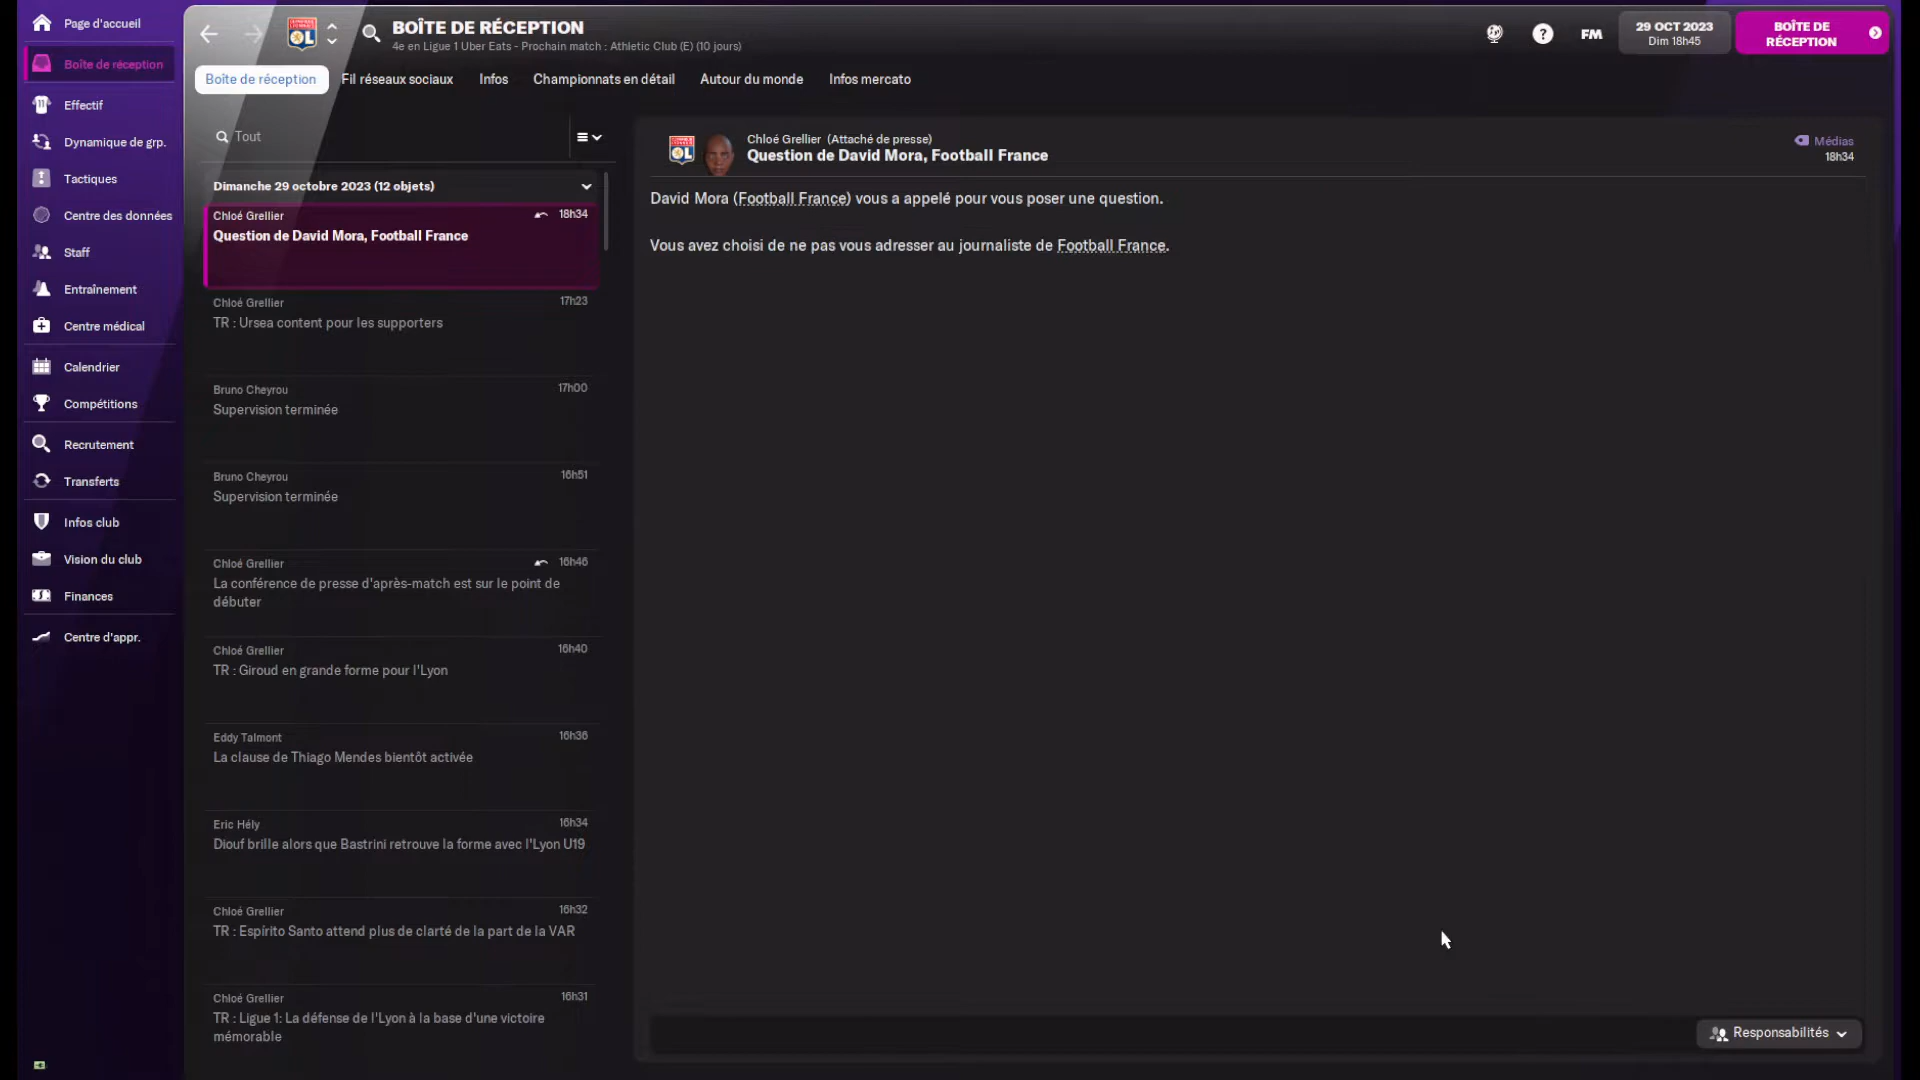 Page d'accueil
Boîte de réception
Effectif
Dynamique de grp.
Tactiques
Centre des données
Staff
Entraînement
Centre médical
Calendrier
Compétitions
Recrutement
Transferts
Infos club
Vision du club
Finances
Centre d'appr.
OL
BOÎTE DE RÉCEPTION
4e en Ligue 1 Uber Eats - Prochain match : Athletic Club (E) (10 jours)
?
FM
29 OCT 2023
Dim 18h45
BOÎTE DE
RÉCEPTION
Boîte de réception Fil réseaux sociaux Infos Championnats en détail Autour du monde Infos mercato
Tout
Dimanche 29 octobre 2023 (12 objets)
Chloé Grellier 18h34
Question de David Mora, Football France
Chloé Grellier 17h23
TR : Ursea content pour les supporters
Bruno Cheyrou 17h00
Supervision terminée
Bruno Cheyrou 16h51
Supervision terminée
Chloé Grellier 16h46
La conférence de presse d'après-match est sur le point de
débuter
Chloé Grellier 16h40
TR : Giroud en grande forme pour l'Lyon
Eddy Talmont 16h36
La clause de Thiago Mendes bientôt activée
Eric Hély 16h34
Diouf brille alors que Bastrini retrouve la forme avec l'Lyon U19
Chloé Grellier 16h32
TR : Espírito Santo attend plus de clarté de la part de la VAR
Chloé Grellier 16h31
TR : Ligue 1: La défense de l'Lyon à la base d'une victoire
mémorable
OL
Chloé Grellier (Attaché de presse)
Question de David Mora, Football France
Médias
18h34
David Mora (Football France) vous a appelé pour vous poser une question.
Vous avez choisi de ne pas vous adresser au journaliste de Football France.
Responsabilités